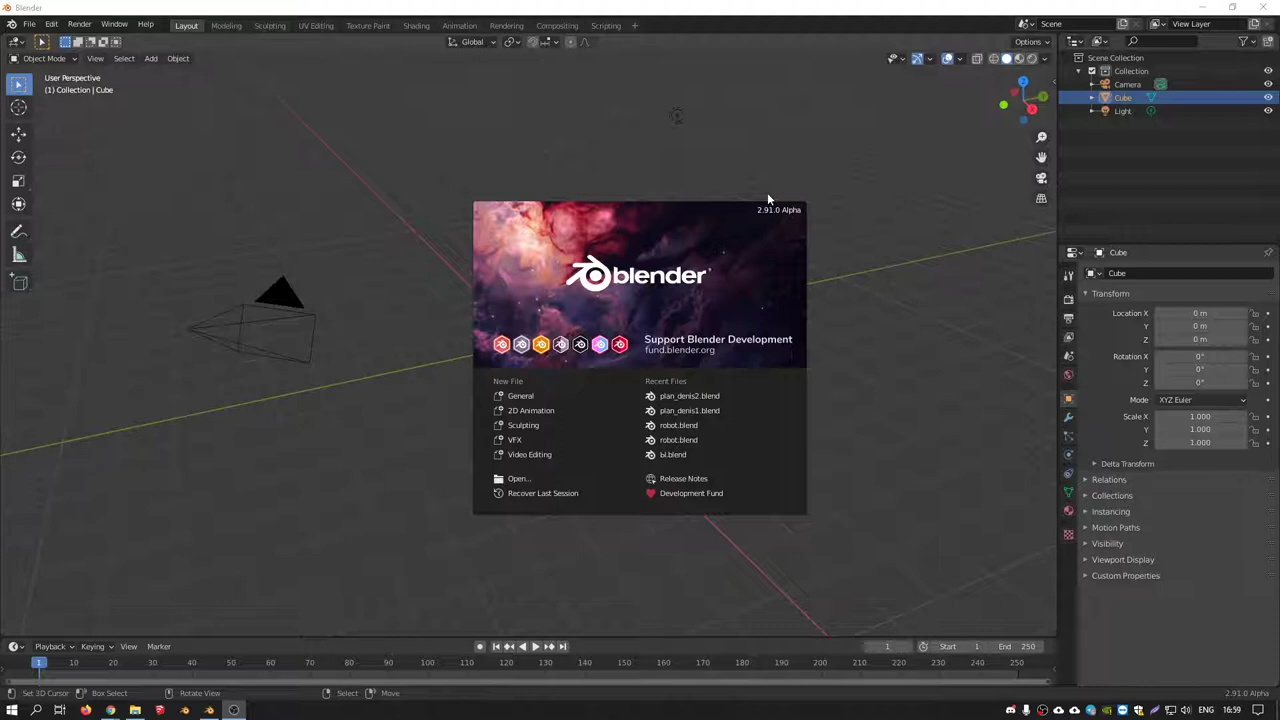 Blender
File Edit Render Window Help Layout Modeling Sculpting UV Editing Texture Paint Shading Animation Rendering Compositing Scripting + Scene View Layer
Global Options
Object Mode View Select Add Object
User Perspective
(1) Collection | Cube
Scene Collection
Collection
Camera
Cube
Light
2.91.0 Alpha
blender
Support Blender Development
fund.blender.org
New File
General
2D Animation
Sculpting
VFX
Video Editing
Open...
Recover Last Session
Recent Files
plan_denis2.blend
plan_denis1.blend
robot.blend
robot.blend
bl.blend
Release Notes
Development Fund
Cube
Cube
Transform
Location X 0 m
Y 0 m
Z 0 m
Rotation X 0°
Y 0°
Z 0°
Mode XYZ Euler
Scale X 1.000
Y 1.000
Z 1.000
Delta Transform
Relations
Collections
Instancing
Motion Paths
Visibility
Viewport Display
Custom Properties
Playback Keying View Marker 1 Start 1 End 250
1 10 20 30 40 50 60 70 80 90 100 110 120 130 140 150 160 170 180 190 200 210 220 230 240 250
Set 3D Cursor Box Select Rotate View Select Move 2.91.0 Alpha
ENG 16:59